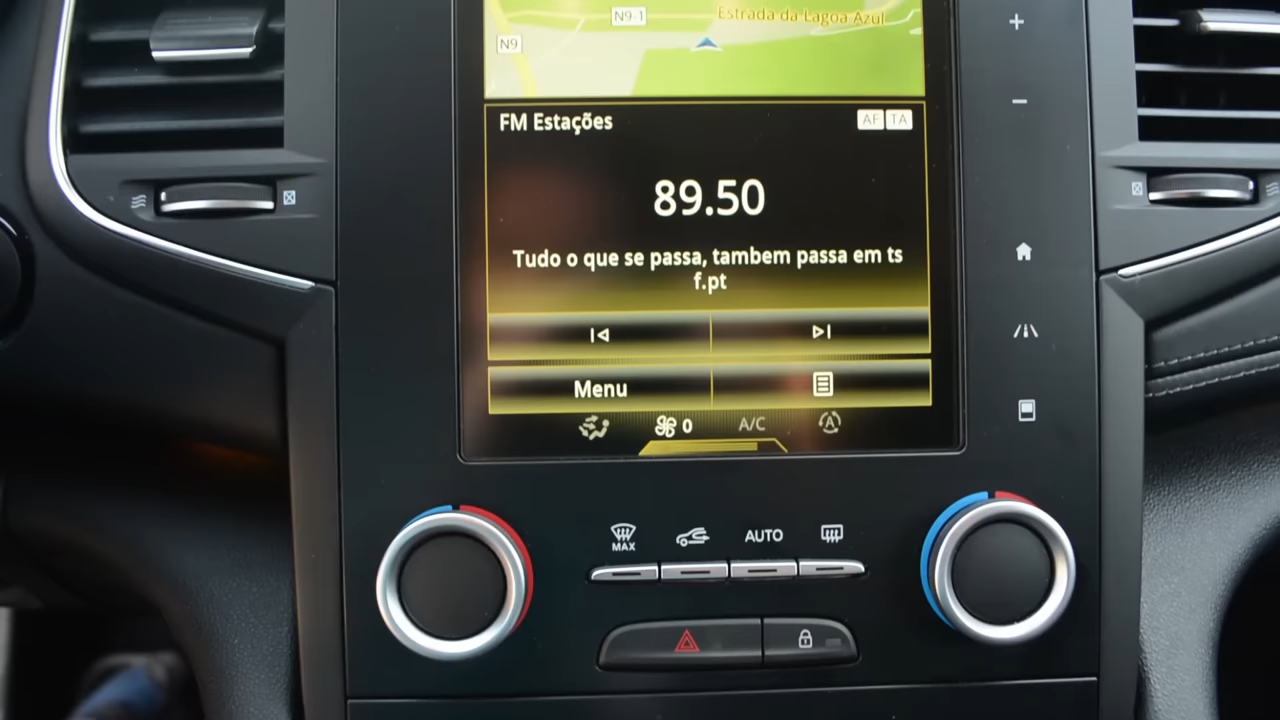 N9-1
Estrada da Lagoa Azul
N9
FM Estações
AF TA
89.50
Tudo o que se passa, tambem passa em ts
f.pt
Menu
0 A/C A
MAX
AUTO